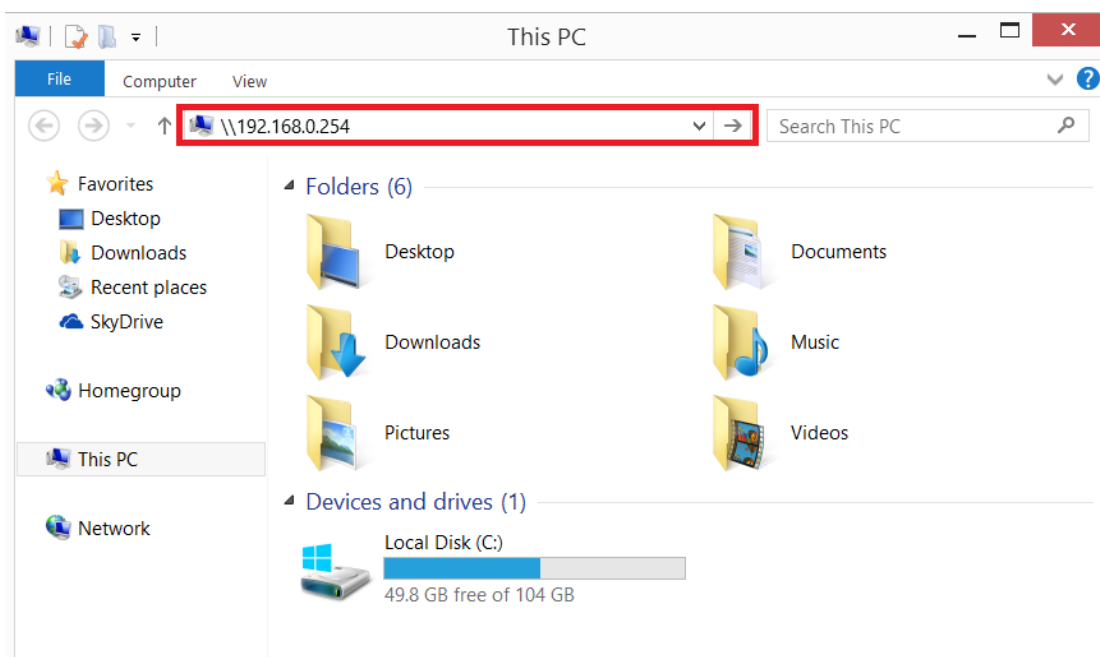 This PC
File Computer View
\\192.168.0.254 Search This PC
Favorites
Desktop
Downloads
Recent places
SkyDrive
Homegroup
This PC
Network
Folders (6)
Desktop Documents
Downloads Music
Pictures Videos
Devices and drives (1)
Local Disk (C:)
49.8 GB free of 104 GB